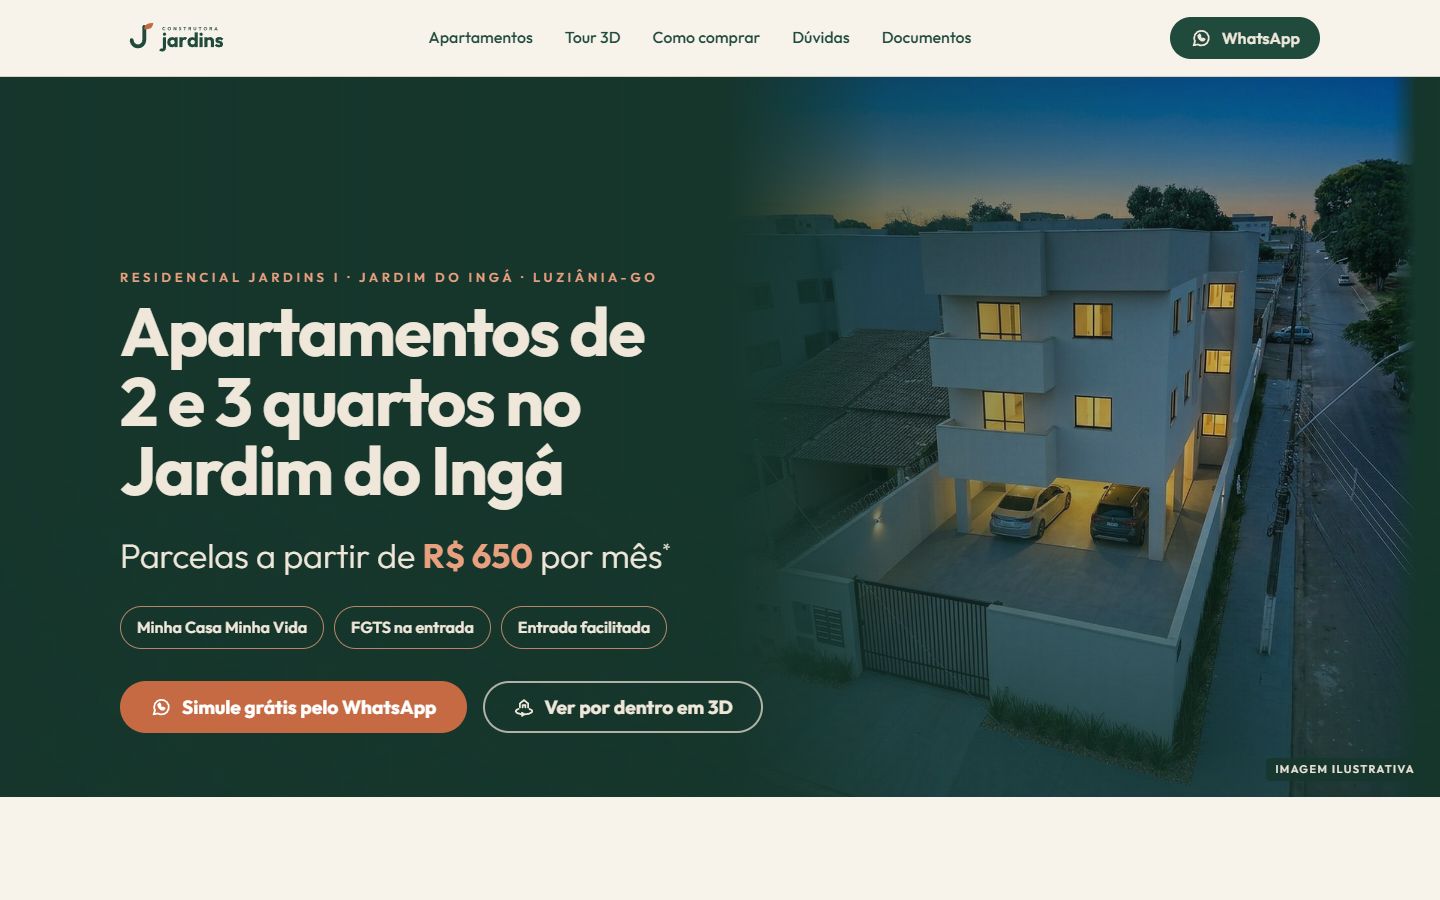 CONSTRUTORA
jardins
Apartamentos
Tour 3D
Como comprar
Dúvidas
Documentos
WhatsApp
RESIDENCIAL JARDINS I · JARDIM DO INGÁ · LUZIÂNIA-GO
Apartamentos de
2 e 3 quartos no
Jardim do Ingá
Parcelas a partir de R$ 650 por mês*
Minha Casa Minha Vida
FGTS na entrada
Entrada facilitada
Simule grátis pelo WhatsApp
Ver por dentro em 3D
IMAGEM ILUSTRATIVA